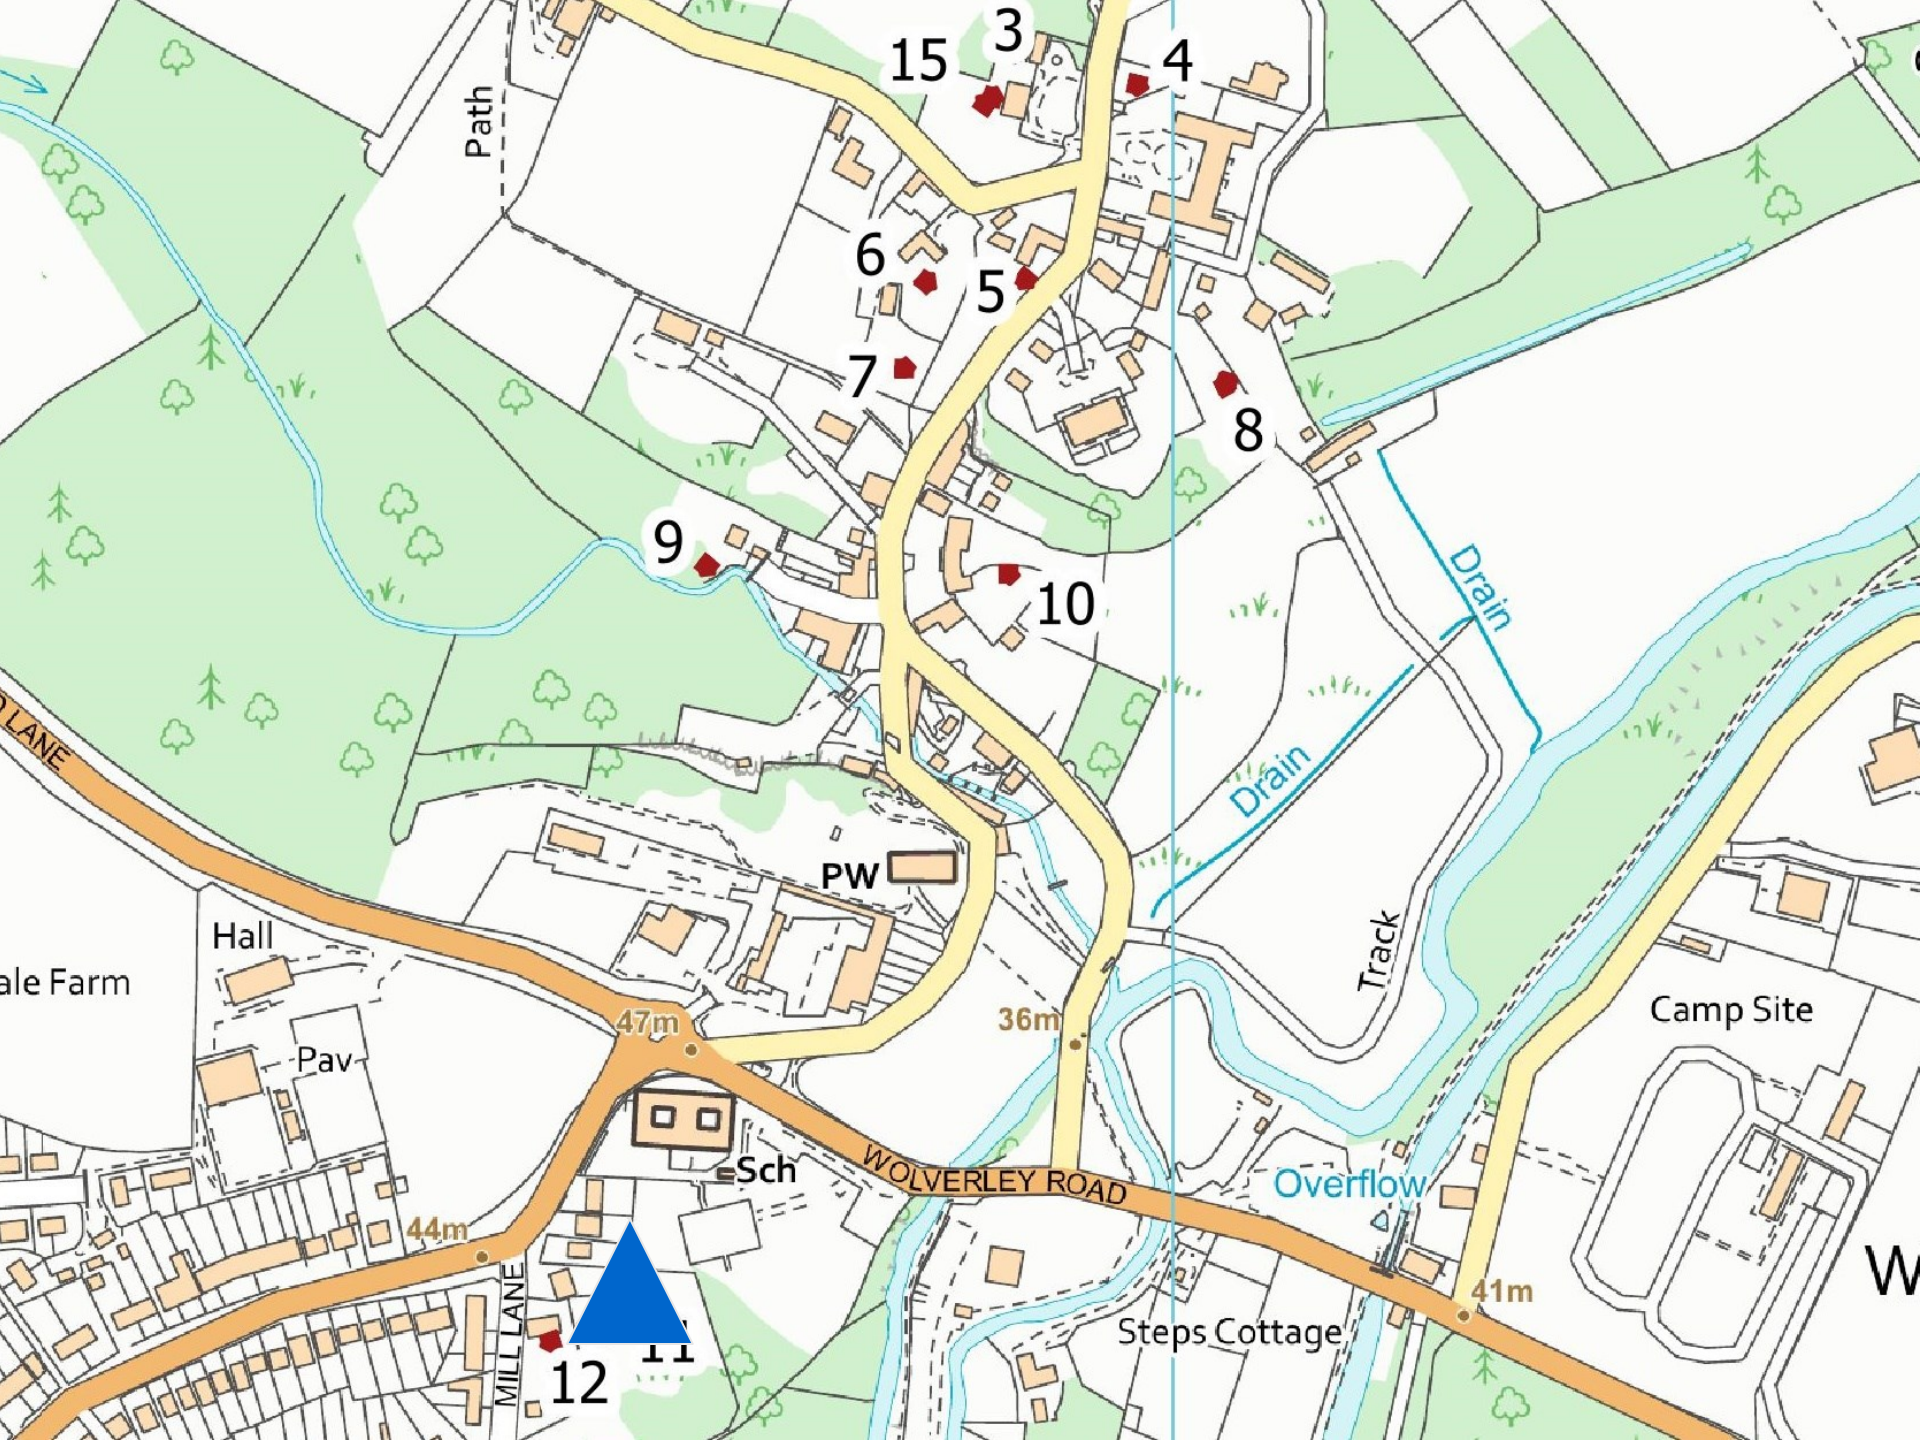 3
15
4
Path
6
5
7
8
9
Drain
10
LANE
Drain
PW
Hall
Track
ale Farm
Camp Site
47m
36m
Pav
Sch
WOLVERLEY ROAD
Overflow
44m
W
MILL LANE
41m
Steps Cottage
11
12